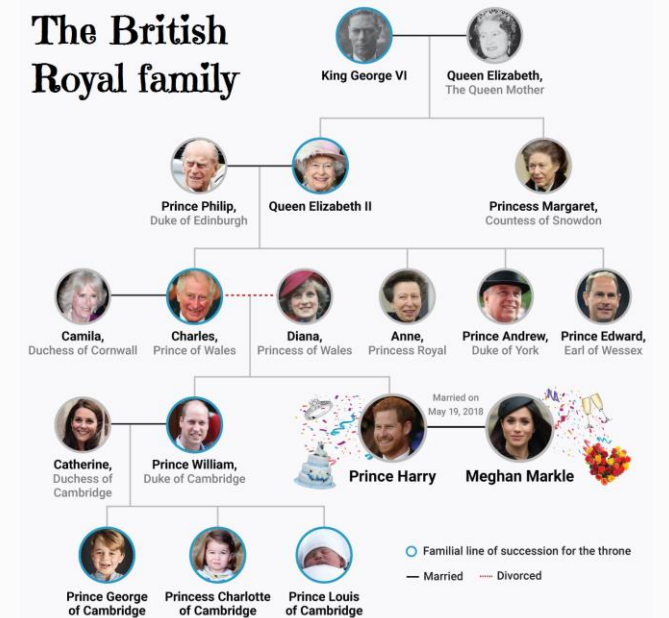 The British
Royal family
King George VI
Queen Elizabeth,
The Queen Mother
Prince Philip,
Duke of Edinburgh
Queen Elizabeth II
Princess Margaret,
Countess of Snowdon
Camila,
Duchess of Cornwall
Charles,
Prince of Wales
Diana,
Princess of Wales
Anne,
Princess Royal
Prince Andrew,
Duke of York
Prince Edward,
Earl of Wessex
Catherine,
Duchess of
Cambridge
Prince William,
Duke of Cambridge
Prince Harry
Married on
May 19, 2018
Meghan Markle
Prince George
of Cambridge
Princess Charlotte
of Cambridge
Prince Louis
of Cambridge
Familial line of succession for the throne
Married
Divorced